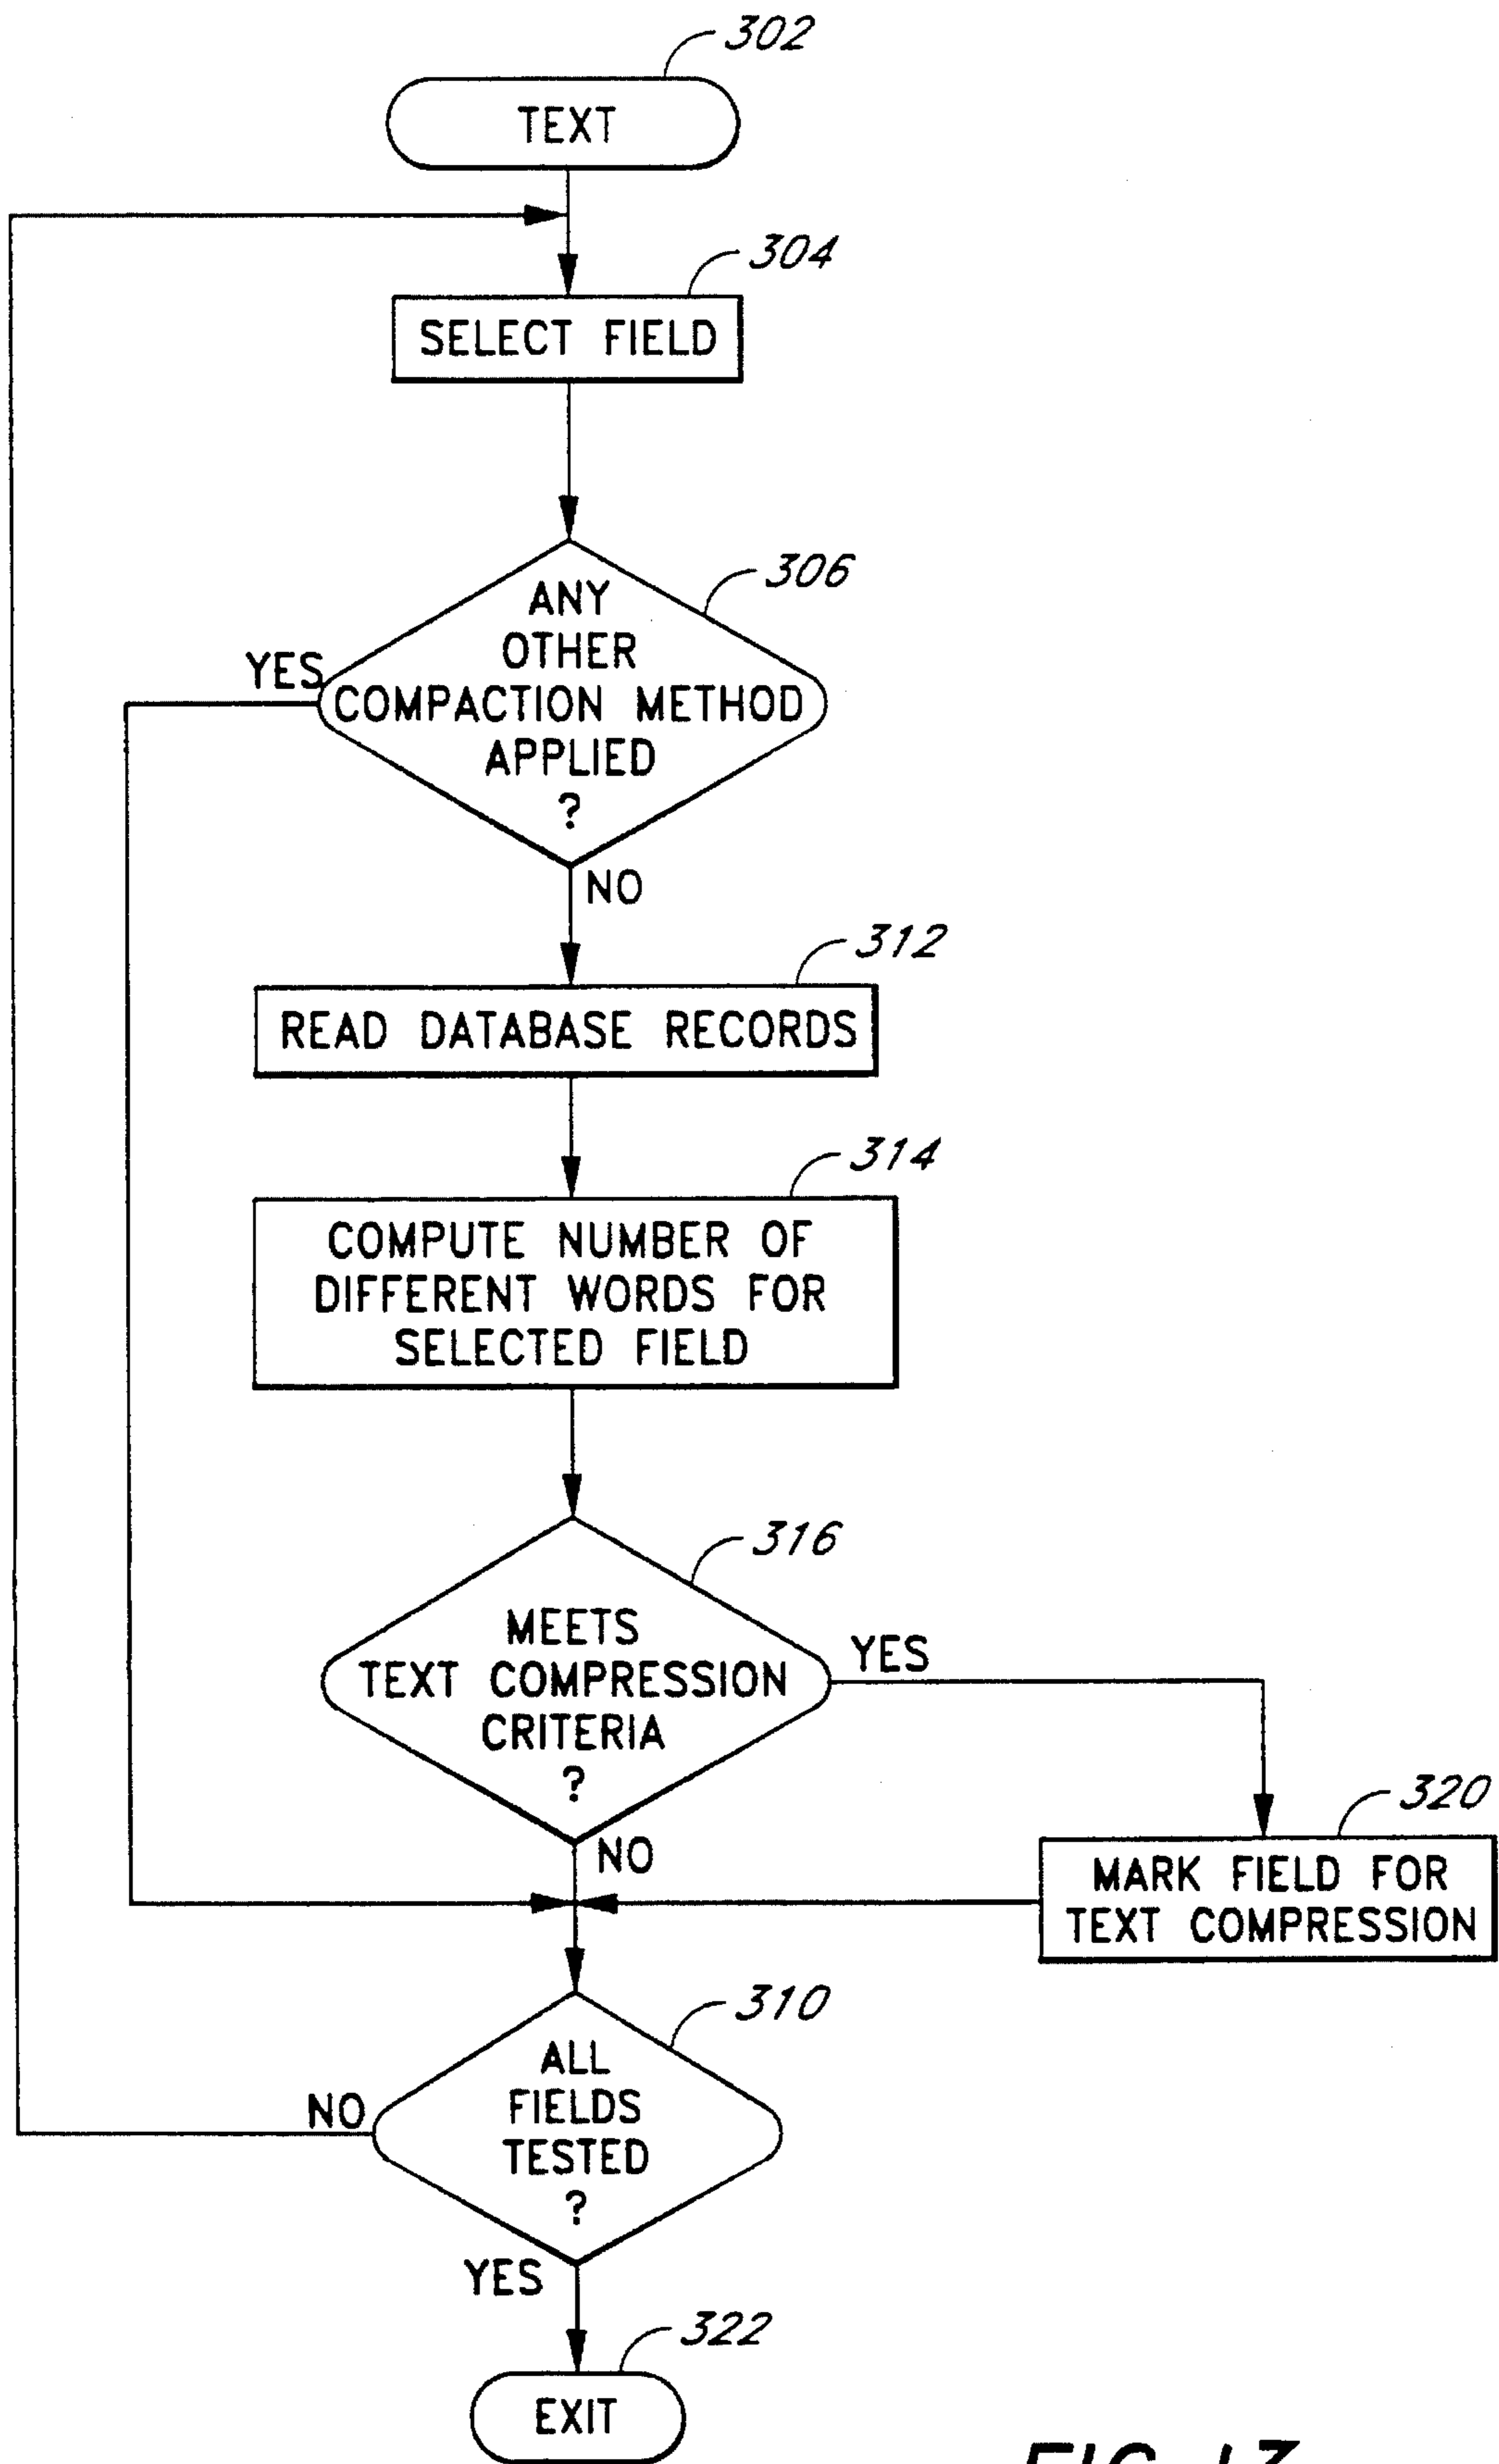 302
TEXT
304
SELECT FIELD
306
ANY
OTHER
COMPACTION METHOD
APPLIED
?
YES
NO
312
READ DATABASE RECORDS
314
COMPUTE NUMBER OF
DIFFERENT WORDS FOR
SELECTED FIELD
316
MEETS
TEXT COMPRESSION
CRITERIA
?
YES
NO
320
MARK FIELD FOR
TEXT COMPRESSION
310
ALL
FIELDS
TESTED
?
NO
YES
322
EXIT
FIG. 13